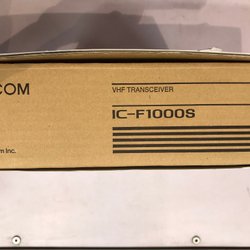 COM
VHF TRANSCEIVER
IC-F1000S
m Inc.